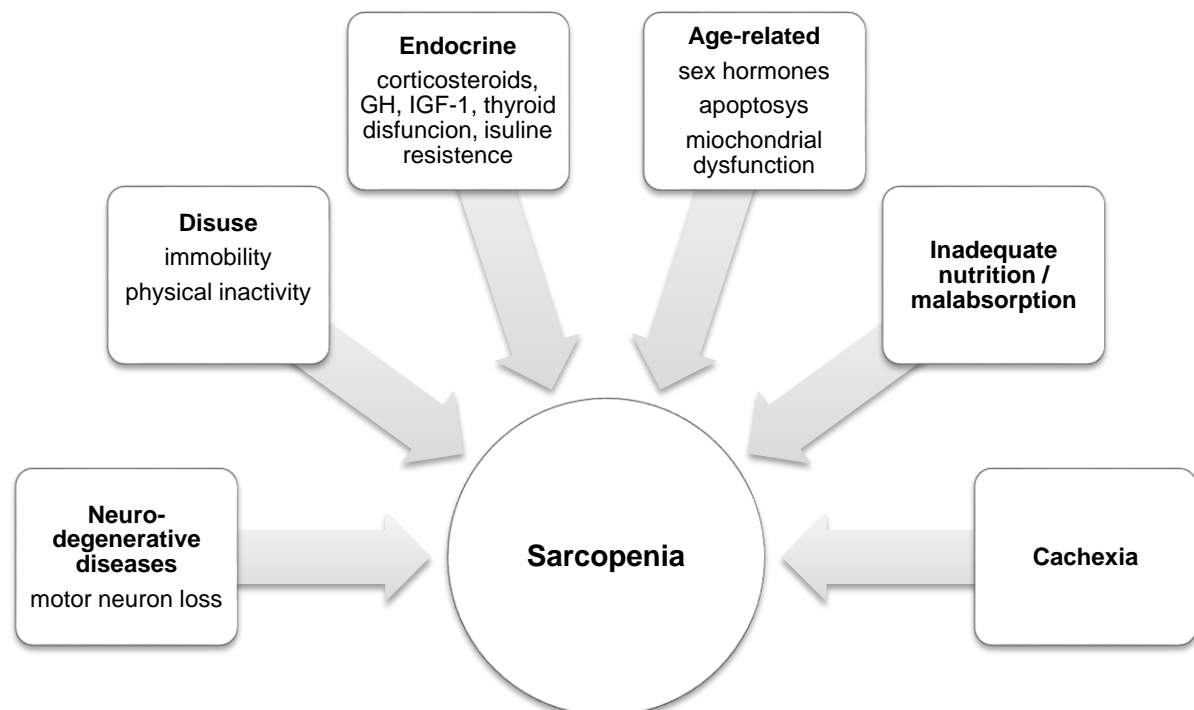 Endocrine
corticosteroids,
GH, IGF-1, thyroid
disfuncion, isuline
resistence
Age-related
sex hormones
apoptosys
miochondrial
dysfunction
Disuse
immobility
physical inactivity
Inadequate
nutrition /
malabsorption
Neuro-
degenerative
diseases
motor neuron loss
Sarcopenia
Cachexia